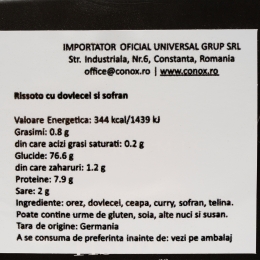 IMPORTATOR OFICIAL UNIVERSAL GRUP SRL
Str. Industriala, Nr.6, Constanta, Romania
office@conox.ro | www.conox.ro
Rissoto cu dovlecel si sofran
Valoare Energetica: 344 kcal/1439 kJ
Grasimi: 0.8 g
din care acizi grasi saturati: 0.2 g
Glucide: 76.6 g
din care zaharuri: 1.2 g
Proteine: 7.9 g
Sare: 2 g
Ingrediente: orez, dovlecel, ceapa, curry, sofran, telina.
Poate contine urme de gluten, soia, alte nuci si susan.
Tara de origine: Germania
A se consuma de preferinta inainte de: vezi pe ambalaj